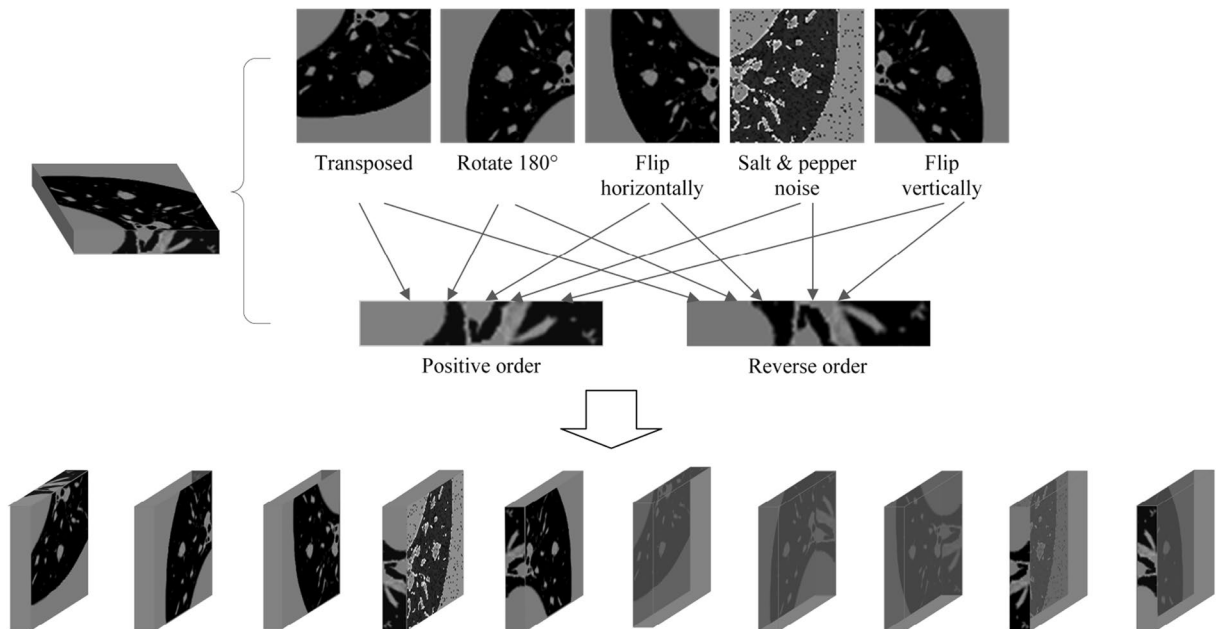 Transposed
Rotate 180°
Flip
horizontally
Salt & pepper
noise
Flip
vertically
Positive order
Reverse order